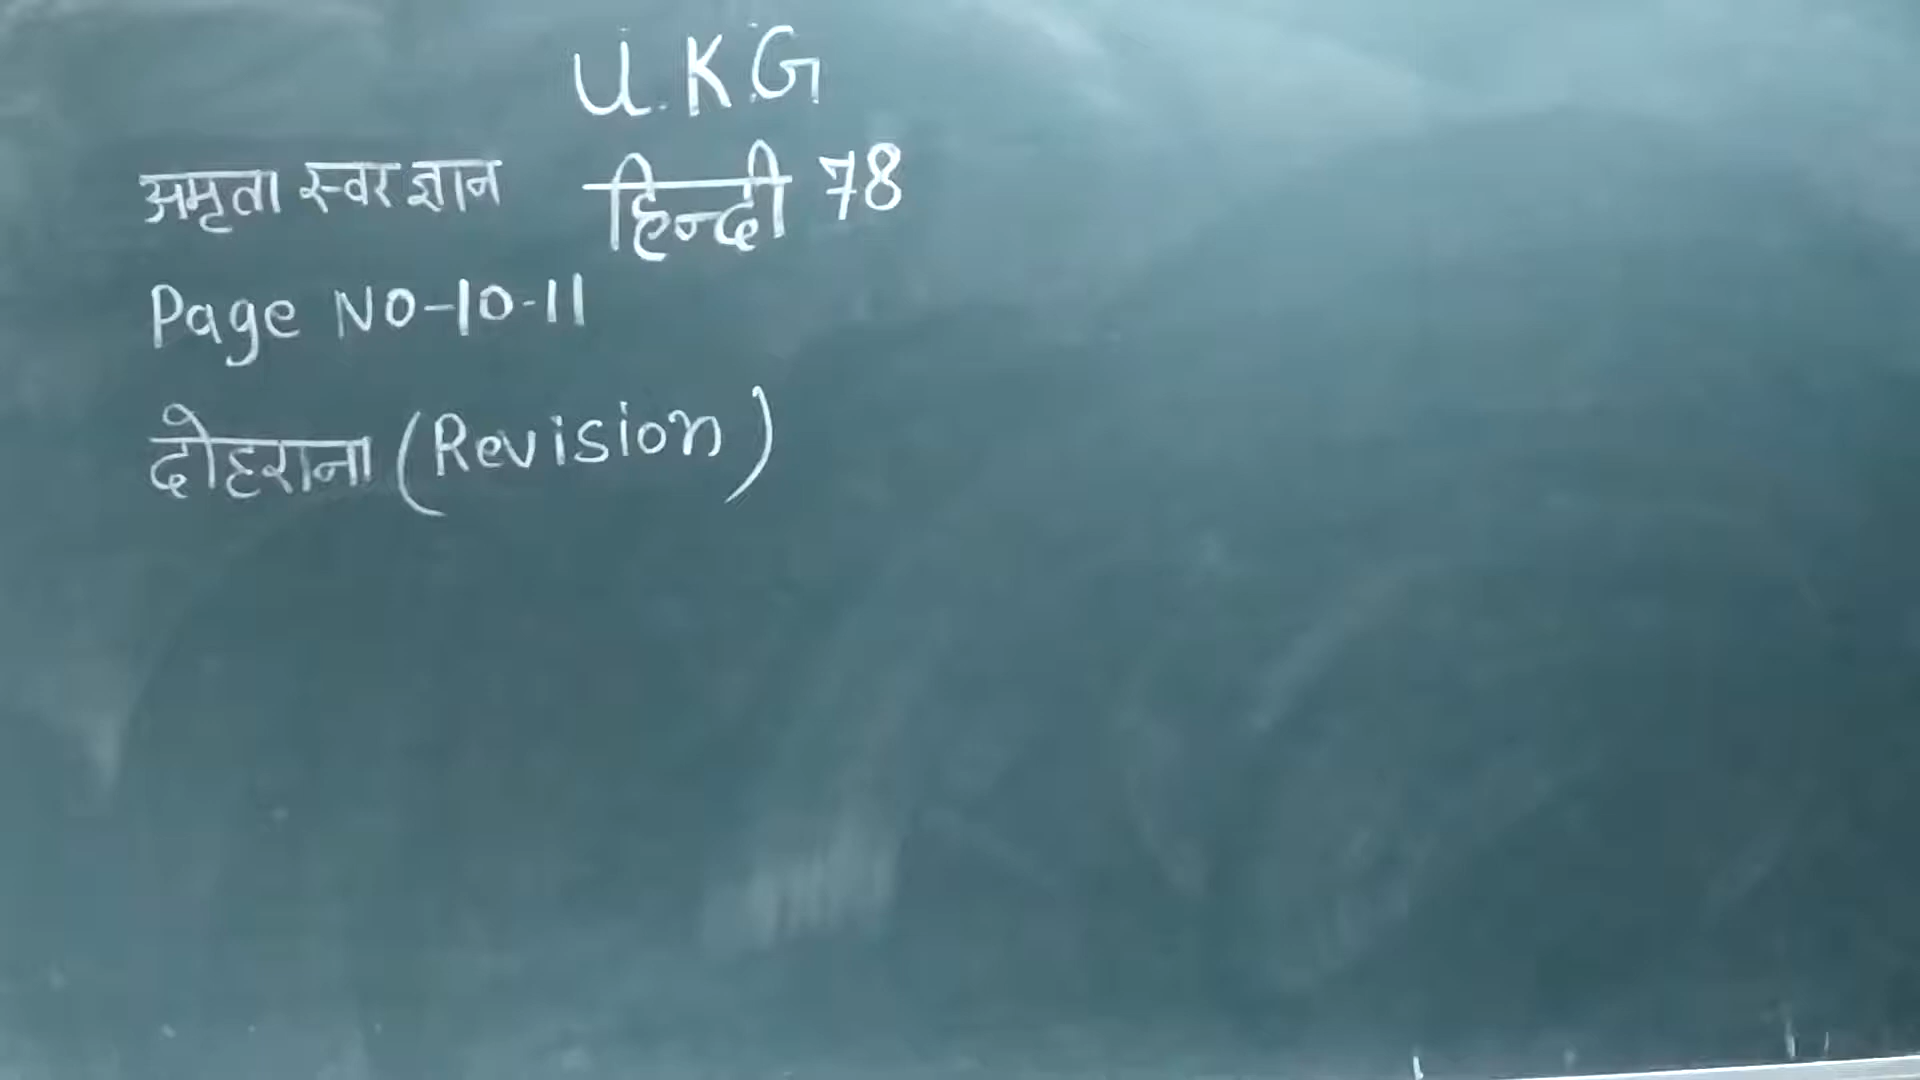 U.K.G
अमृता स्वर ज्ञान हिन्दी 78
Page NO-10-11
दोहराना (Revision)